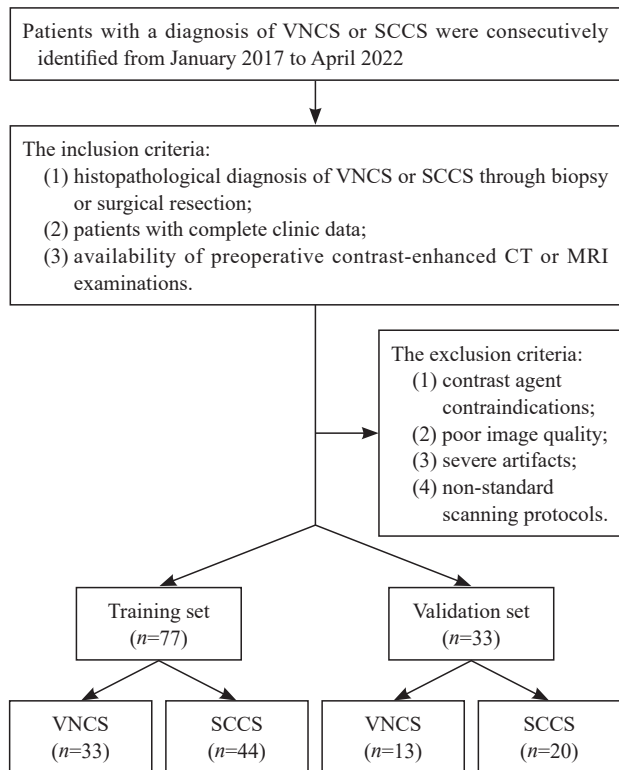 Patients with a diagnosis of VNCS or SCCS were consecutively
identified from January 2017 to April 2022
The inclusion criteria:
(1) histopathological diagnosis of VNCS or SCCS through biopsy
or surgical resection;
(2) patients with complete clinic data;
(3) availability of preoperative contrast-enhanced CT or MRI
examinations.
The exclusion criteria:
(1) contrast agent
contraindications;
(2) poor image quality;
(3) severe artifacts;
(4) non-standard
scanning protocols.
Training set
(n=77)
Validation set
(n=33)
VNCS
(n=33)
SCCS
(n=44)
VNCS
(n=13)
SCCS
(n=20)